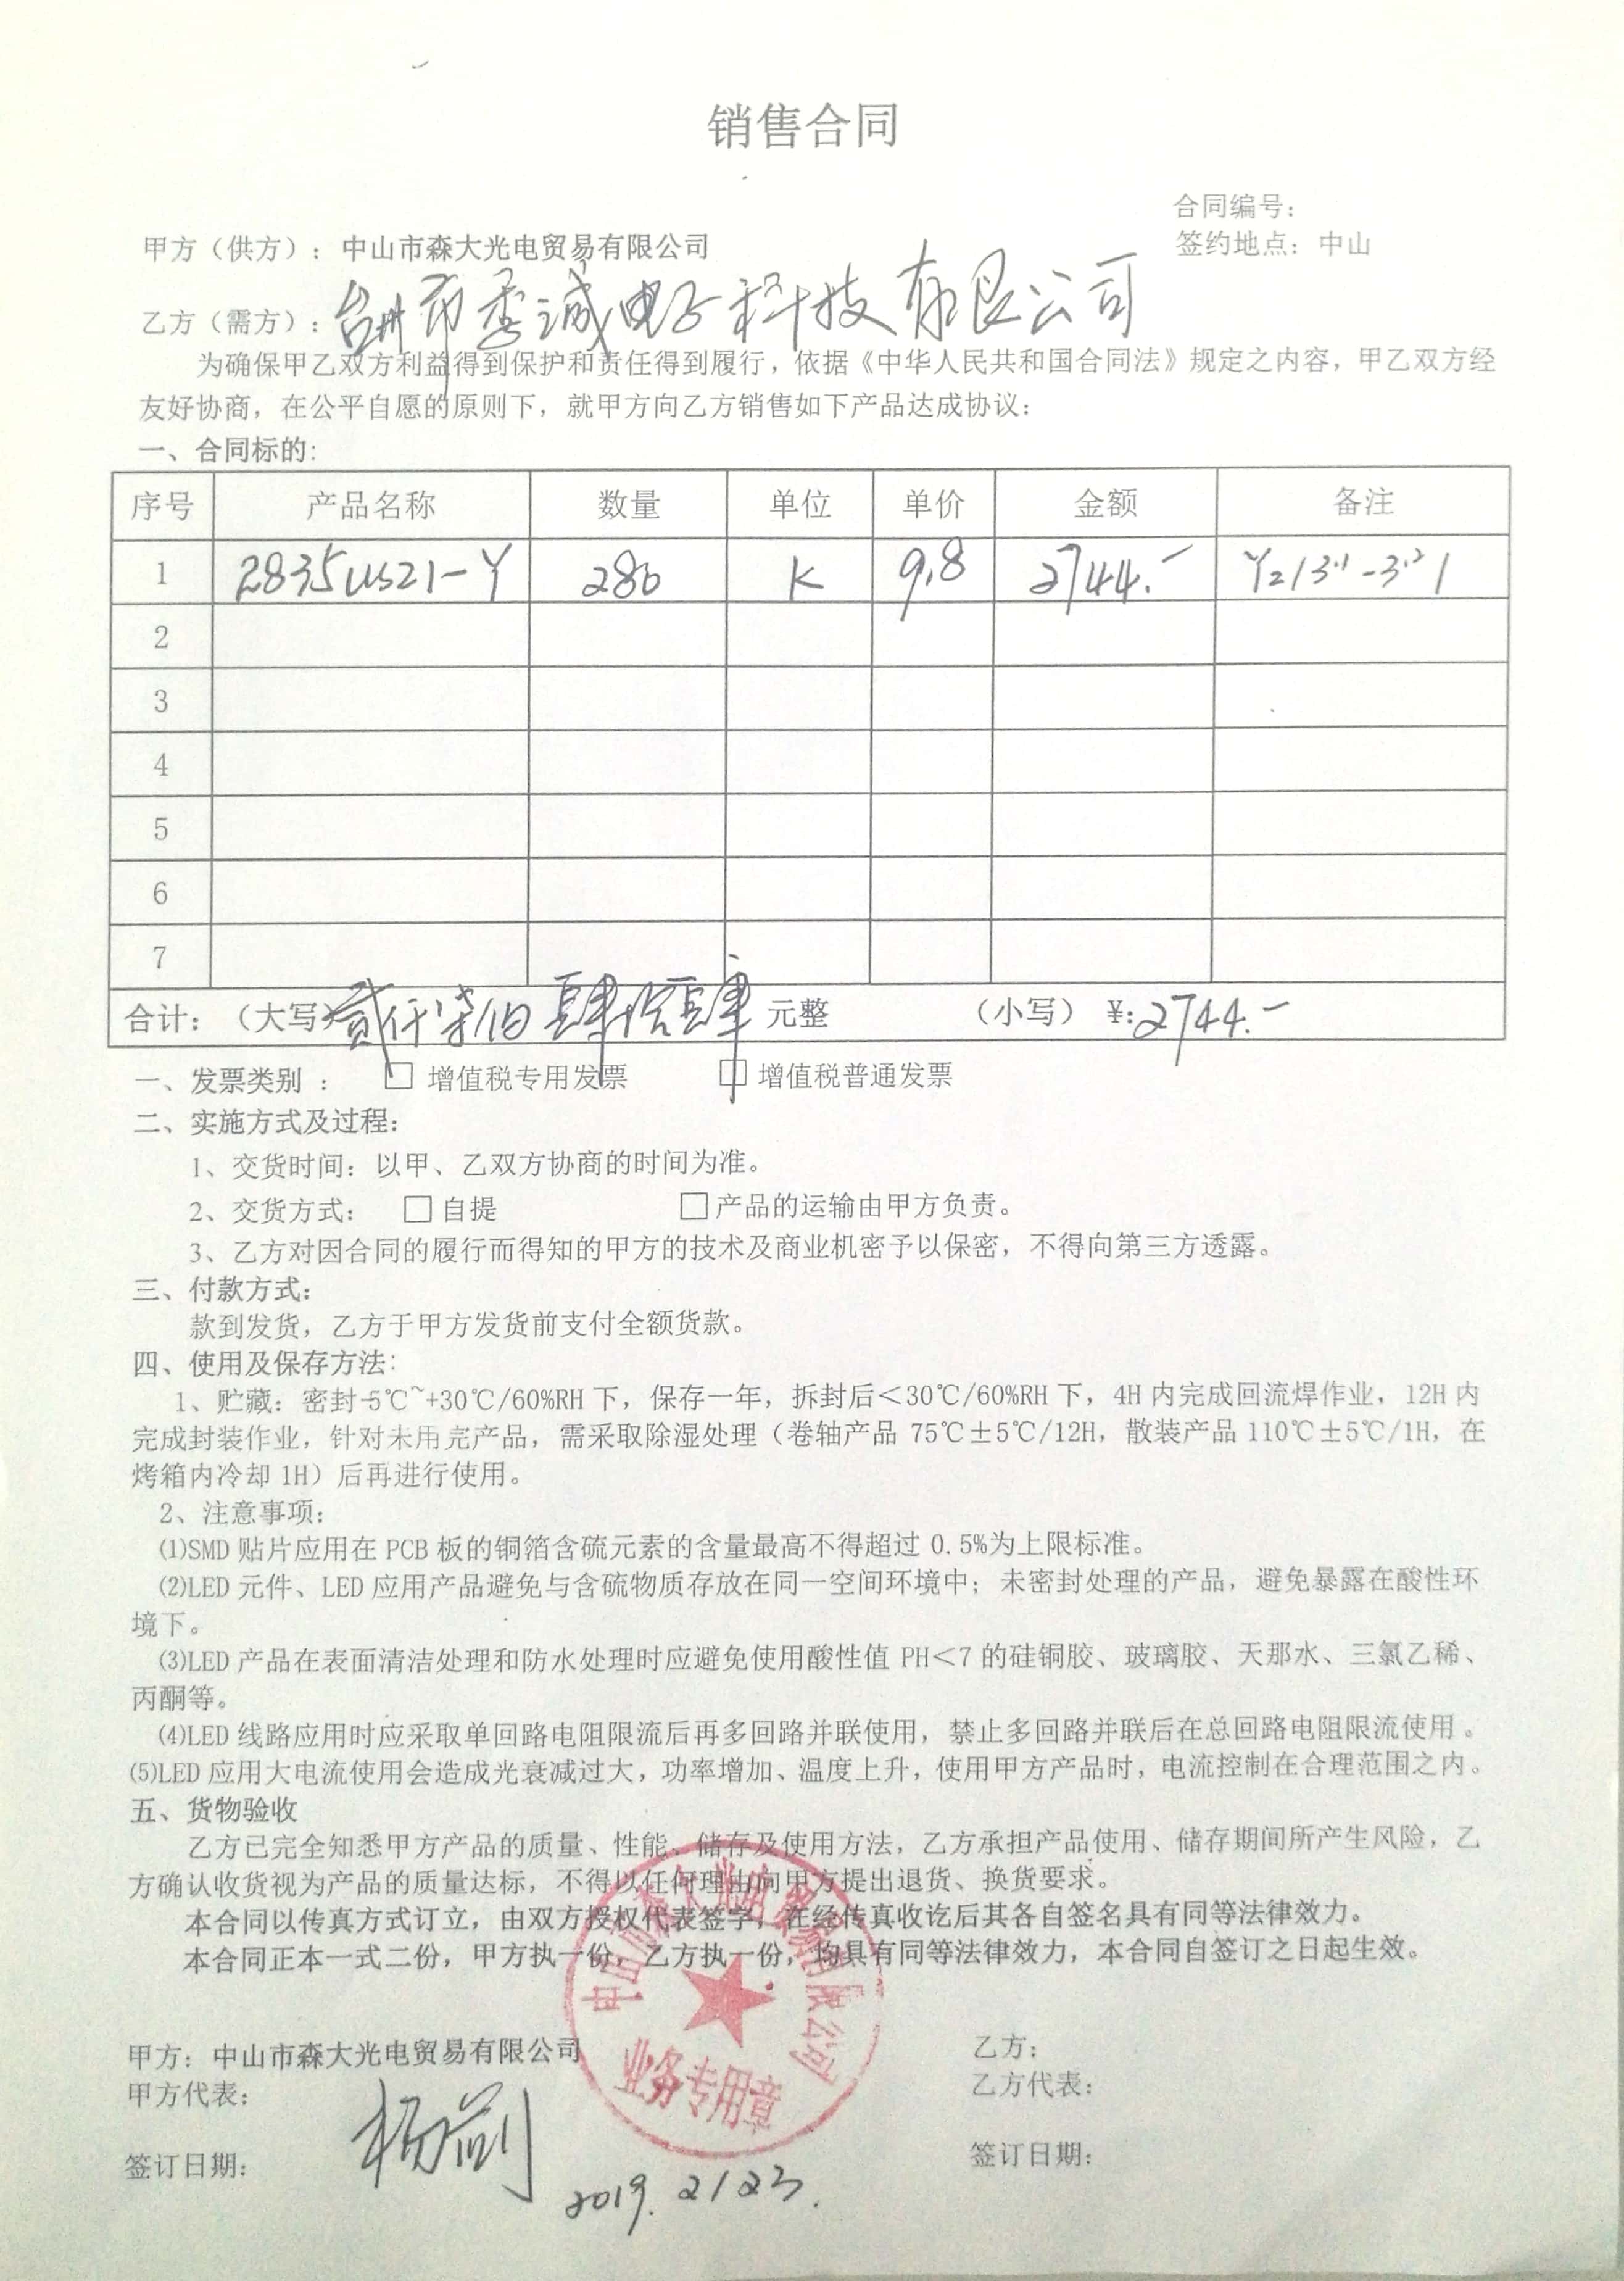 销售合同
合同编号：
甲方（供方）：中山市森大光电贸易有限公司
签约地点：中山
乙方（需方）：台州市 诚电子科技有限公司
为确保甲乙双方利益得到保护和责任得到履行，依据《中华人民共和国合同法》规定之内容，甲乙双方经
友好协商，在公平自愿的原则下，就甲方向乙方销售如下产品达成协议：
一、合同标的：
序号 产品名称 数量 单位 单价 金额 备注
1 280 K 9.8 2744.-
2
3
4
5
6
7
合计：（大写）贰仟柒佰肆拾肆 元整 （小写）¥：2744.-
一、发票类别 ： □ 增值税专用发票 □ 增值税普通发票
二、实施方式及过程：
1、交货时间：以甲、乙双方协商的时间为准。
2、交货方式： □ 自提 □产品的运输由甲方负责。
3、乙方对因合同的履行而得知的甲方的技术及商业机密予以保密，不得向第三方透露。
三、付款方式：
款到发货，乙方于甲方发货前支付全额货款。
四、使用及保存方法：
1、贮藏：密封-5℃~+30℃/60%RH 下，保存一年，拆封后＜30℃/60%RH 下，4H 内完成回流焊作业，12H 内
完成封装作业，针对未用完产品，需采取除湿处理（卷轴产品 75℃±5℃/12H，散装产品 110℃±5℃/1H，在
烤箱内冷却 1H）后再进行使用。
2、注意事项：
⑴SMD 贴片应用在 PCB 板的铜箔含硫元素的含量最高不得超过 0.5%为上限标准。
⑵LED 元件、LED 应用产品避免与含硫物质存放在同一空间环境中；未密封处理的产品，避免暴露在酸性环
境下。
⑶LED 产品在表面清洁处理和防水处理时应避免使用酸性值 PH＜7 的硅铜胶、玻璃胶、天那水、三氯乙稀、
丙酮等。
⑷LED 线路应用时应采取单回路电阻限流后再多回路并联使用，禁止多回路并联后在总回路电阻限流使用 。
⑸LED 应用大电流使用会造成光衰减过大，功率增加、温度上升，使用甲方产品时，电流控制在合理范围之内。
五、货物验收
乙方已完全知悉甲方产品的质量、性能、储存及使用方法，乙方承担产品使用、储存期间所产生风险，乙
方确认收货视为产品的质量达标，不得以任何理由向甲方提出退货、换货要求。
本合同以传真方式订立，由双方授权代表签字，在经传真收讫后其各自签名具有同等法律效力。
本合同正本一式二份，甲方执一份，乙方执一份，均具有同等法律效力，本合同自签订之日起生效。
中山市森大光电贸易有限公司
业务专用章
甲方：中山市森大光电贸易有限公司
乙方：
甲方代表：
乙方代表：
签订日期：
签订日期：
2019. 2/23.